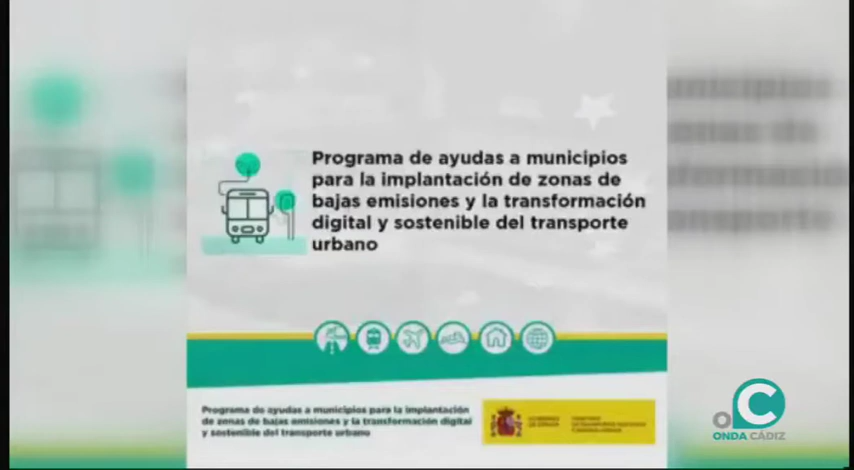 Programa de ayudas a municipios
para la implantación de zonas de
bajas emisiones y la transformación
digital y sostenible del transporte
urbano
Programa de ayudas a municipios para la implantación
de zonas de bajas emisiones y la transformación digital
y sostenible del transporte urbano
ONDA CÁDIZ